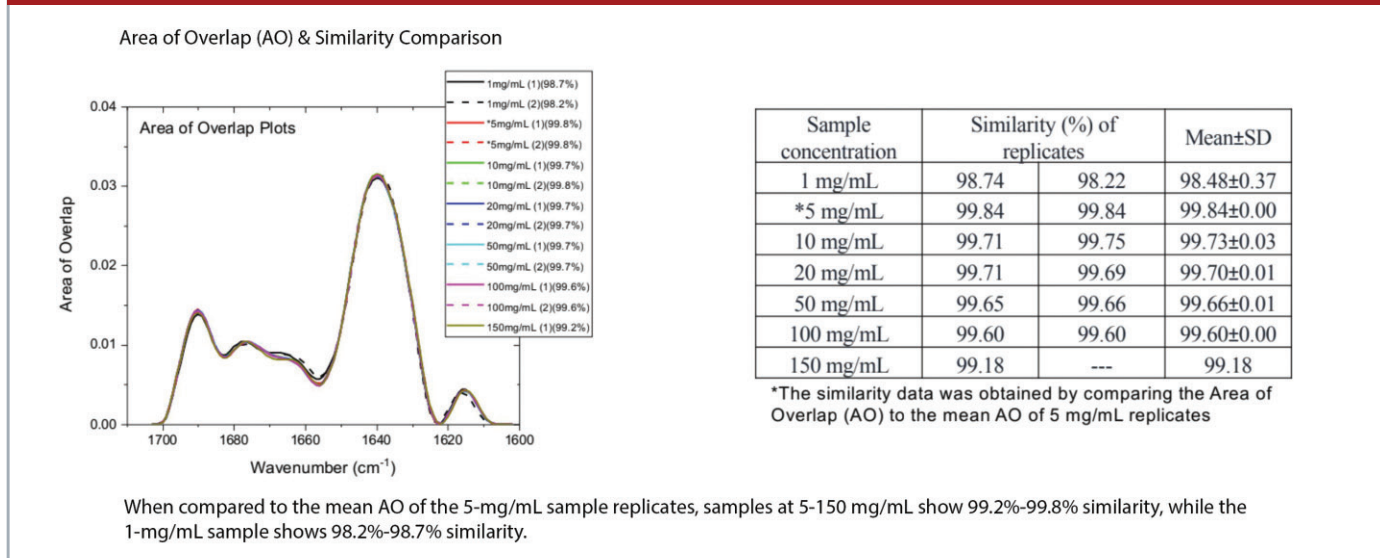 Area of Overlap (AO) & Similarity Comparison
Area of Overlap Plots
Area of Overlap
0.04
0.03
0.02
0.01
0.00
1700 1680 1660 1640 1620 1600
Wavenumber (cm⁻¹)
1mg/mL (1)(98.7%)
1mg/mL (2)(98.2%)
*5mg/mL (1)(99.8%)
*5mg/mL (2)(99.8%)
10mg/mL (1)(99.7%)
10mg/mL (2)(99.8%)
20mg/mL (1)(99.7%)
20mg/mL (2)(99.7%)
50mg/mL (1)(99.7%)
50mg/mL (2)(99.7%)
100mg/mL (1)(99.6%)
100mg/mL (2)(99.6%)
150mg/mL (1)(99.2%)
Sample concentration Similarity (%) of replicates Mean±SD
1 mg/mL 98.74 98.22 98.48±0.37
*5 mg/mL 99.84 99.84 99.84±0.00
10 mg/mL 99.71 99.75 99.73±0.03
20 mg/mL 99.71 99.69 99.70±0.01
50 mg/mL 99.65 99.66 99.66±0.01
100 mg/mL 99.60 99.60 99.60±0.00
150 mg/mL 99.18 --- 99.18
*The similarity data was obtained by comparing the Area of
Overlap (AO) to the mean AO of 5 mg/mL replicates
When compared to the mean AO of the 5-mg/mL sample replicates, samples at 5-150 mg/mL show 99.2%-99.8% similarity, while the
1-mg/mL sample shows 98.2%-98.7% similarity.